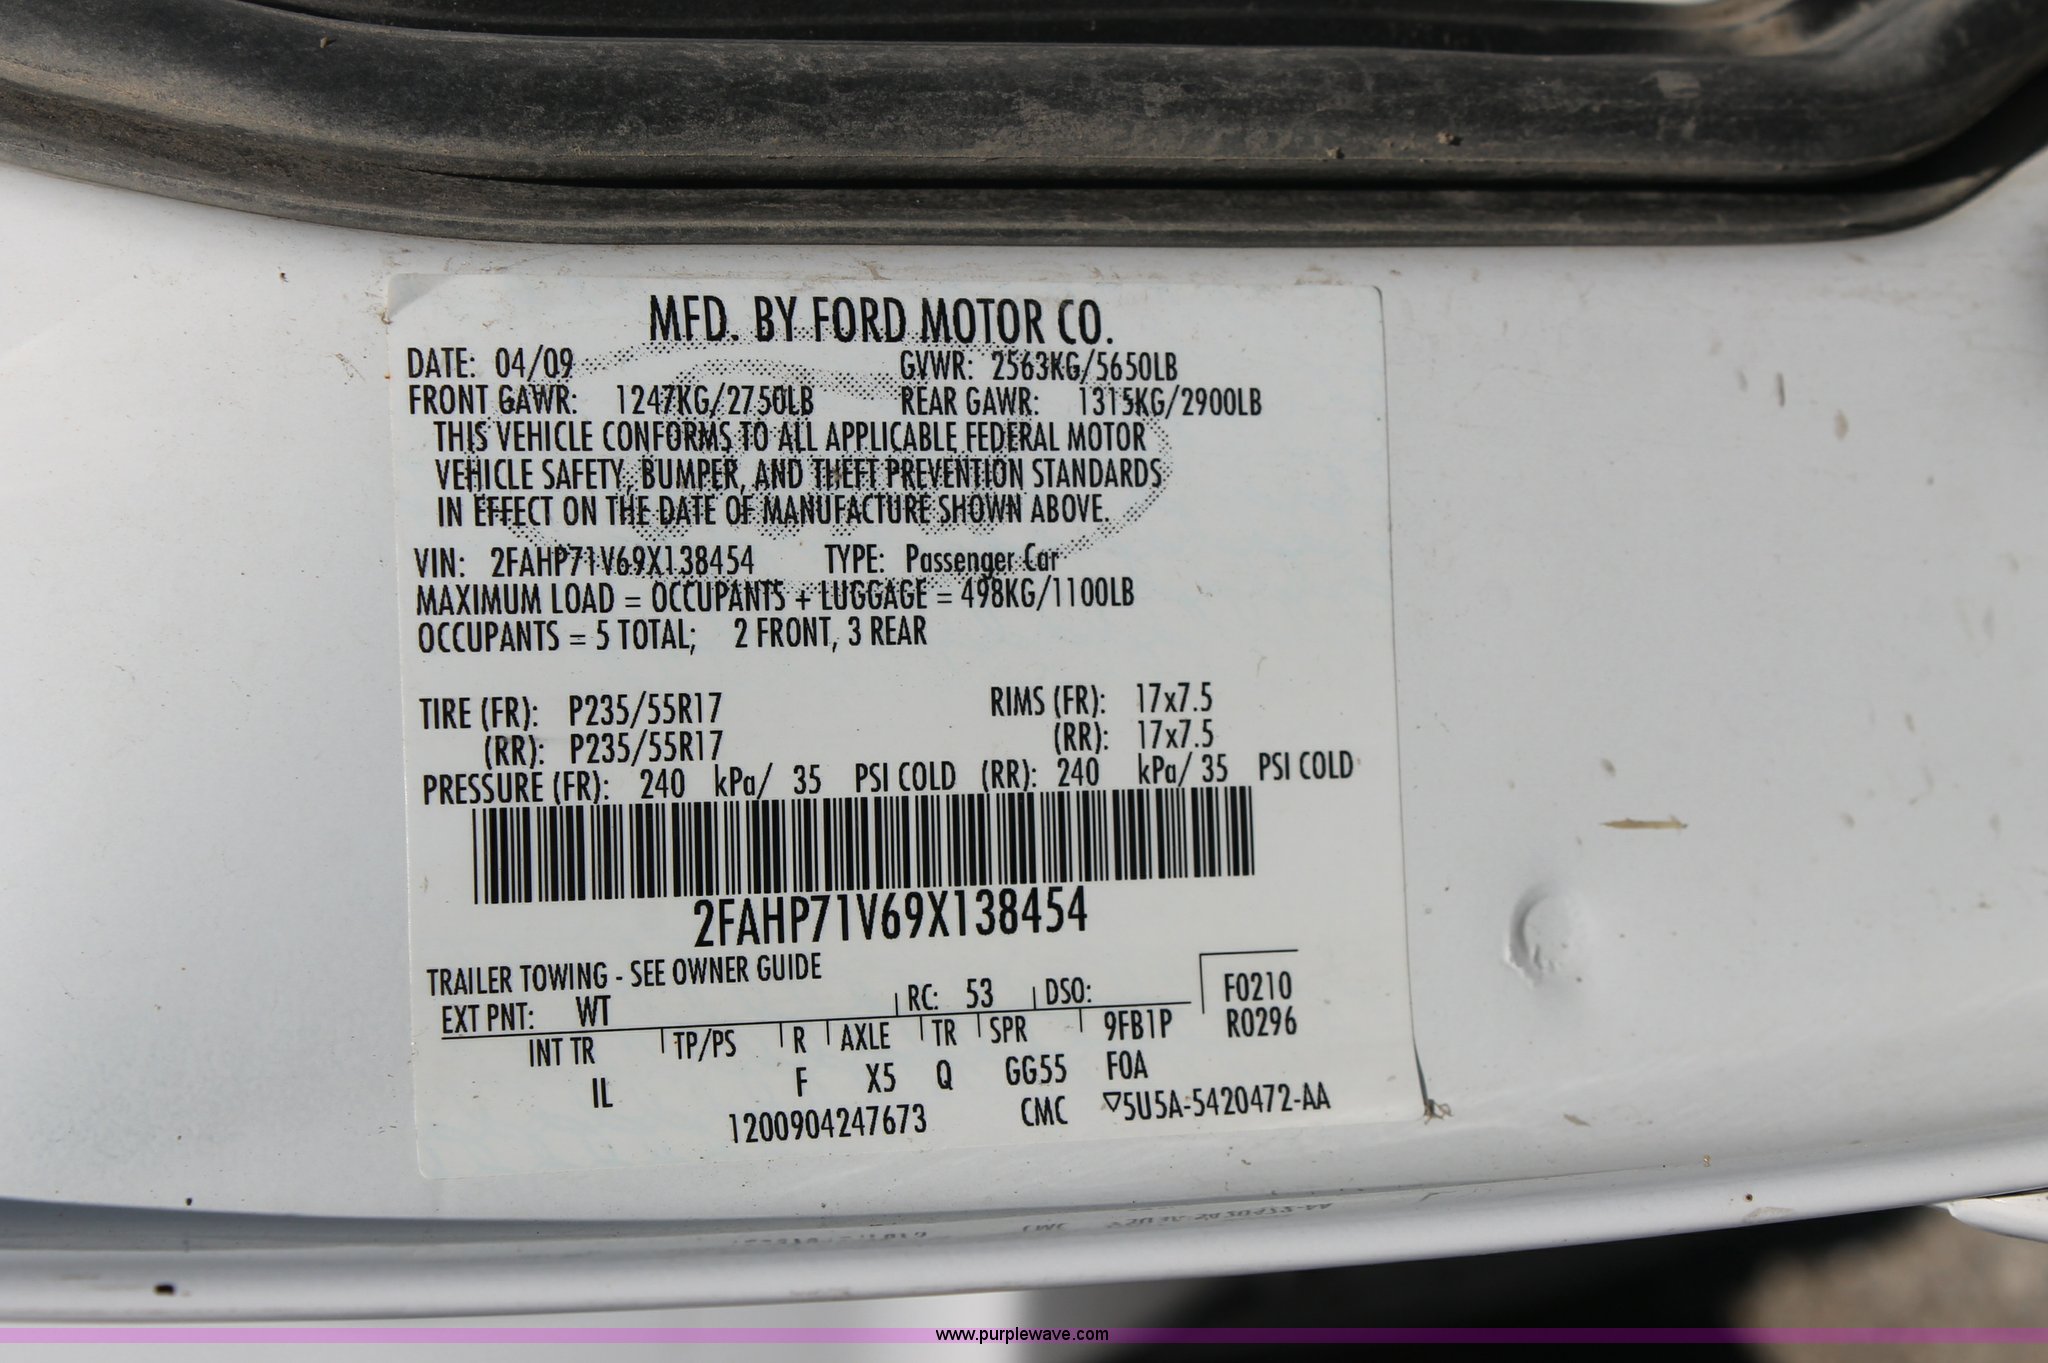 MFD. BY FORD MOTOR CO.
DATE: 04/09 GVWR: 2563KG/5650LB
FRONT GAWR: 1247KG/2750LB REAR GAWR: 1315KG/2900LB
THIS VEHICLE CONFORMS TO ALL APPLICABLE FEDERAL MOTOR
VEHICLE SAFETY, BUMPER, AND THEFT PREVENTION STANDARDS
IN EFFECT ON THE DATE OF MANUFACTURE SHOWN ABOVE.
VIN: 2FAHP71V69X138454 TYPE: Passenger Car
MAXIMUM LOAD = OCCUPANTS + LUGGAGE = 498KG/1100LB
OCCUPANTS = 5 TOTAL; 2 FRONT, 3 REAR
TIRE (FR): P235/55R17 RIMS (FR): 17x7.5
(RR): P235/55R17 (RR): 17x7.5
PRESSURE (FR): 240 kPa/ 35 PSI COLD (RR): 240 kPa/ 35 PSI COLD
2FAHP71V69X138454
TRAILER TOWING - SEE OWNER GUIDE
EXT PNT: WT RC: 53 DSO: F0210
INT TR TP/PS R AXLE TR SPR 9FB1P R0296
IL F X5 Q GG55 FOA
1200904247673 CMC ▽5U5A-5420472-AA
www.purplewave.com